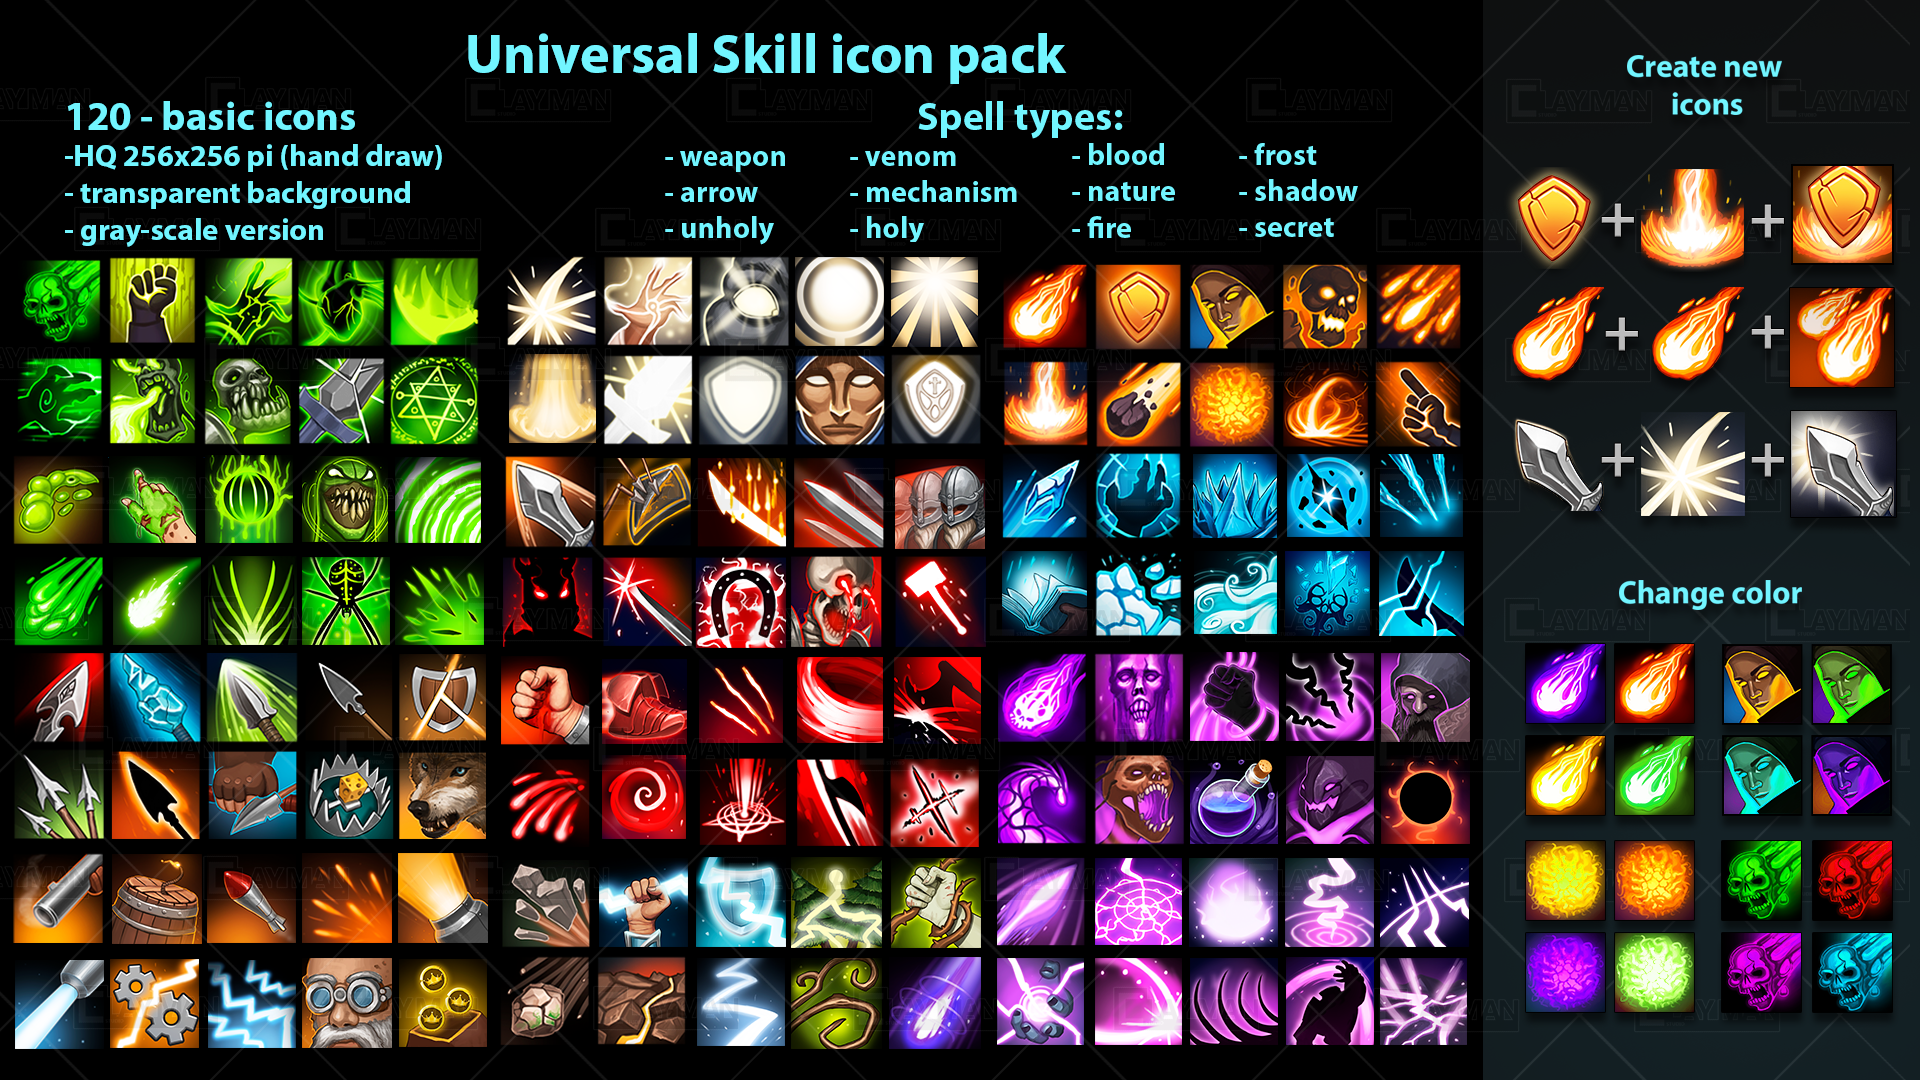 Universal Skill icon pack
120 - basic icons
-HQ 256x256 pi (hand draw)
- transparent background
- gray-scale version
Spell types:
- weapon
- arrow
- unholy
- venom
- mechanism
- holy
- blood
- nature
- fire
- frost
- shadow
- secret
Create new
icons
+ +
+ +
+ +
Change color
CLAYMAN